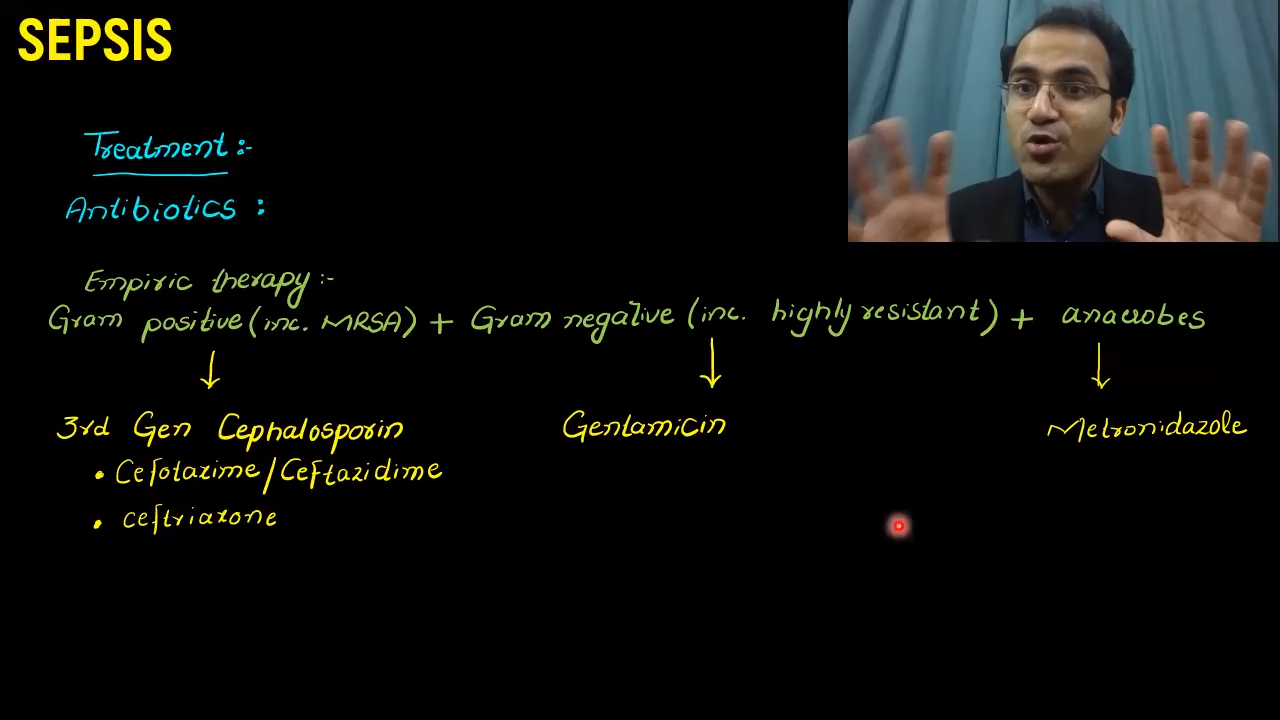 SEPSIS
Treatment :-
Antibiotics :
Empiric therapy :-
Gram positive (inc. MRSA) + Gram negative (inc. highly resistant) + anaerobes
3rd Gen Cephalosporin
Gentamicin
Metronidazole
• Cefotaxime/Ceftazidime
• ceftriaxone